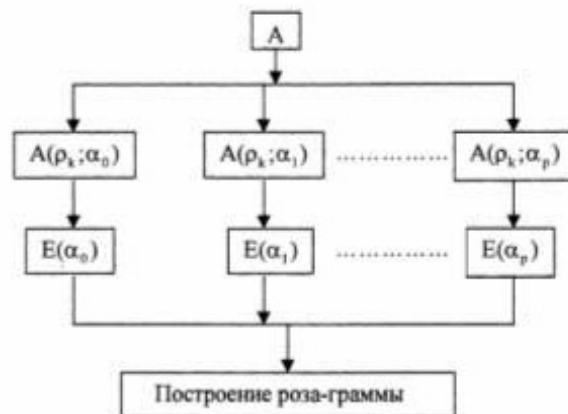 A
A(ρₖ;α₀) A(ρₖ;α₁) ................ A(ρₖ;αₚ)
E(α₀) E(α₁) ................ E(αₚ)
Построение роза-граммы